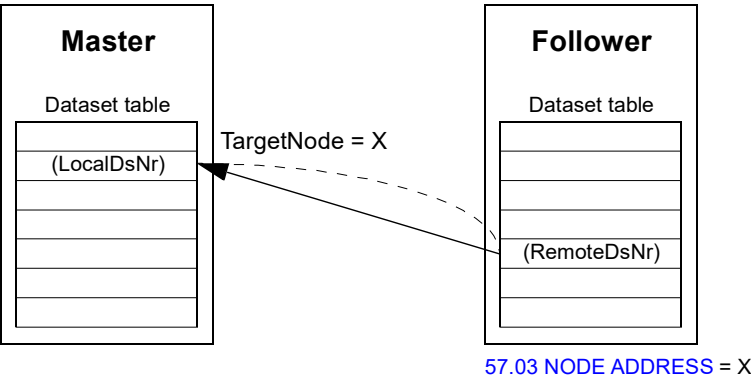 Master
Follower
Dataset table
Dataset table
TargetNode = X
(LocalDsNr)
(RemoteDsNr)
57.03 NODE ADDRESS = X